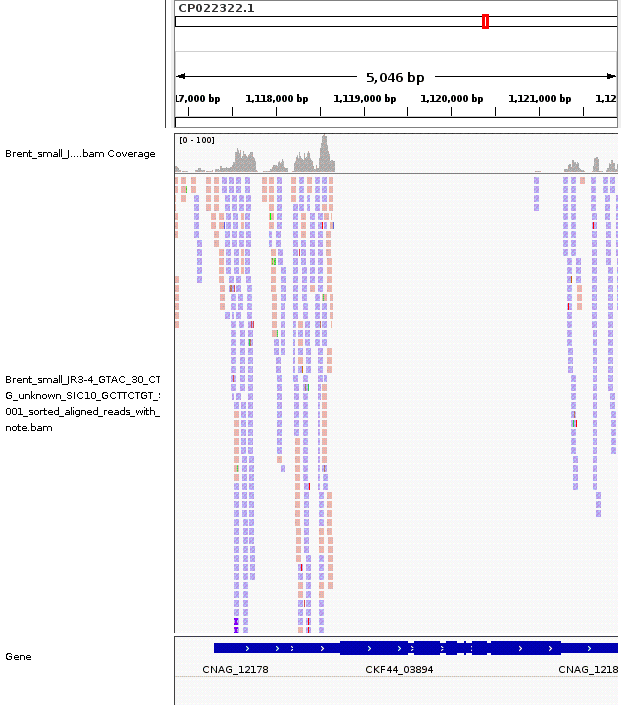 CP022322.1
5,046 bp
17,000 bp 1,118,000 bp 1,119,000 bp 1,120,000 bp 1,121,000 bp 1,12
[0 - 100]
Brent_small_J....bam Coverage
Brent_small_JR3-4_GTAC_30_CT
G_unknown_SIC10_GCTTCTGT_
001_sorted_aligned_reads_with_
note.bam
Gene
CNAG_12178 CKF44_03894 CNAG_1218